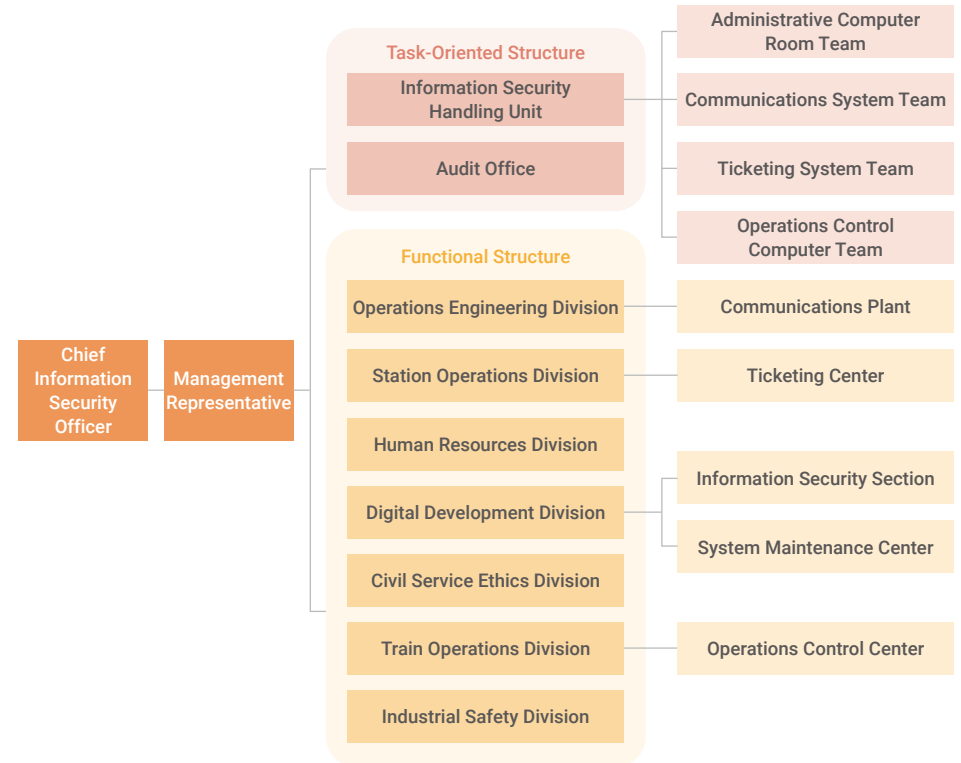 Chief
Information
Security
Officer
Management
Representative
Task-Oriented Structure
Information Security
Handling Unit
Audit Office
Administrative Computer
Room Team
Communications System Team
Ticketing System Team
Operations Control
Computer Team
Functional Structure
Operations Engineering Division
Communications Plant
Station Operations Division
Ticketing Center
Human Resources Division
Digital Development Division
Information Security Section
System Maintenance Center
Civil Service Ethics Division
Train Operations Division
Operations Control Center
Industrial Safety Division